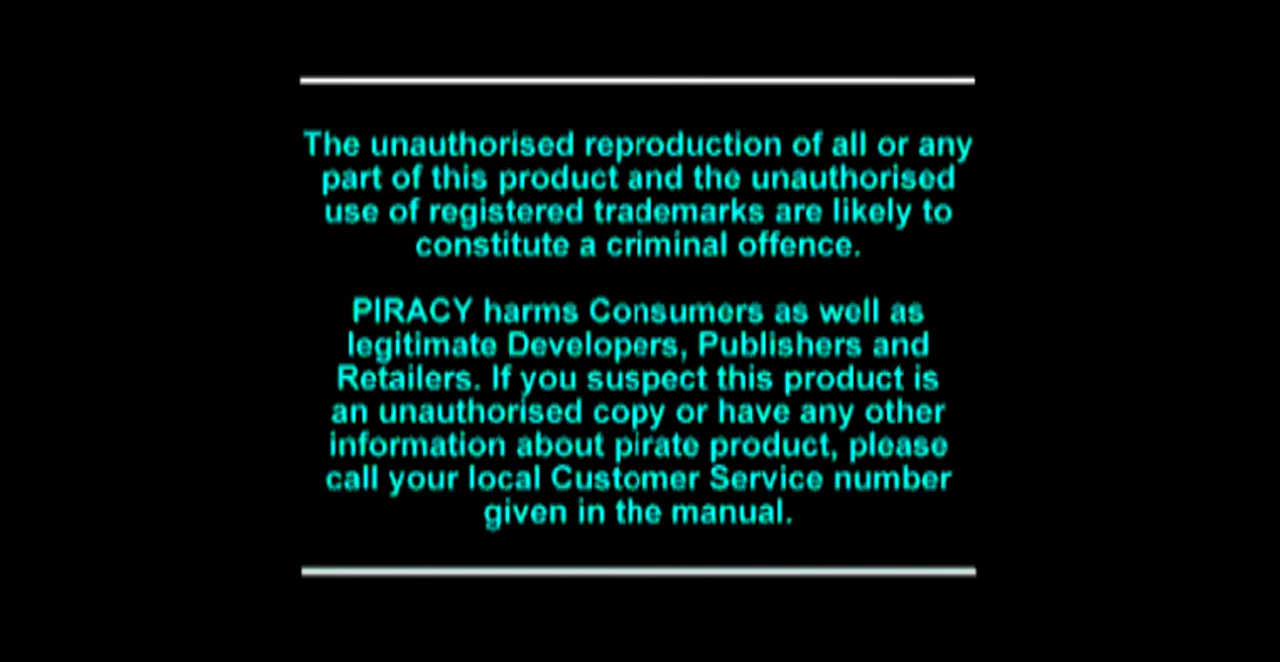 The unauthorised reproduction of all or any
part of this product and the unauthorised
use of registered trademarks are likely to
constitute a criminal offence.
PIRACY harms Consumers as well as
legitimate Developers, Publishers and
Retailers. If you suspect this product is
an unauthorised copy or have any other
information about pirate product, please
call your local Customer Service number
given in the manual.